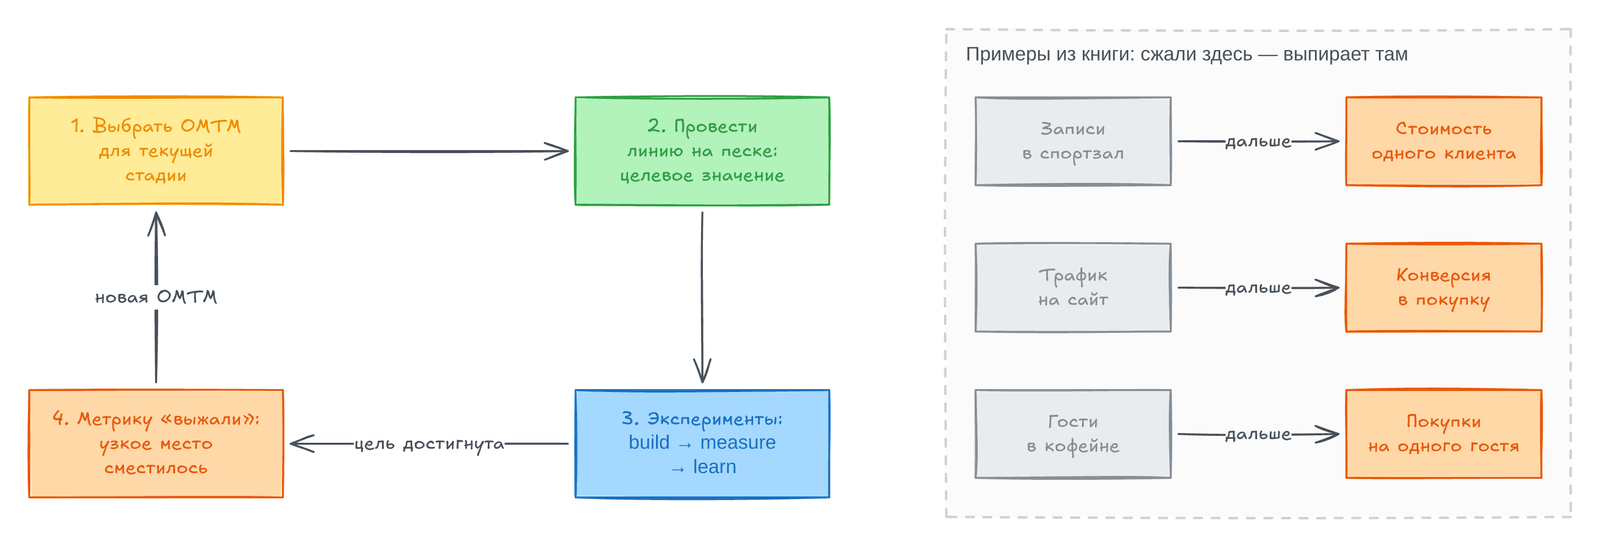 1. Выбрать OMTM
для текущей
стадии
2. Провести
линию на песке:
целевое значение
новая OMTM
4. Метрику «выжали»:
узкое место
сместилось
цель достигнута
3. Эксперименты:
build → measure
→ learn
Примеры из книги: сжали здесь — выпирает там
Записи
в спортзал
дальше
Стоимость
одного клиента
Трафик
на сайт
дальше
Конверсия
в покупку
Гости
в кофейне
дальше
Покупки
на одного гостя